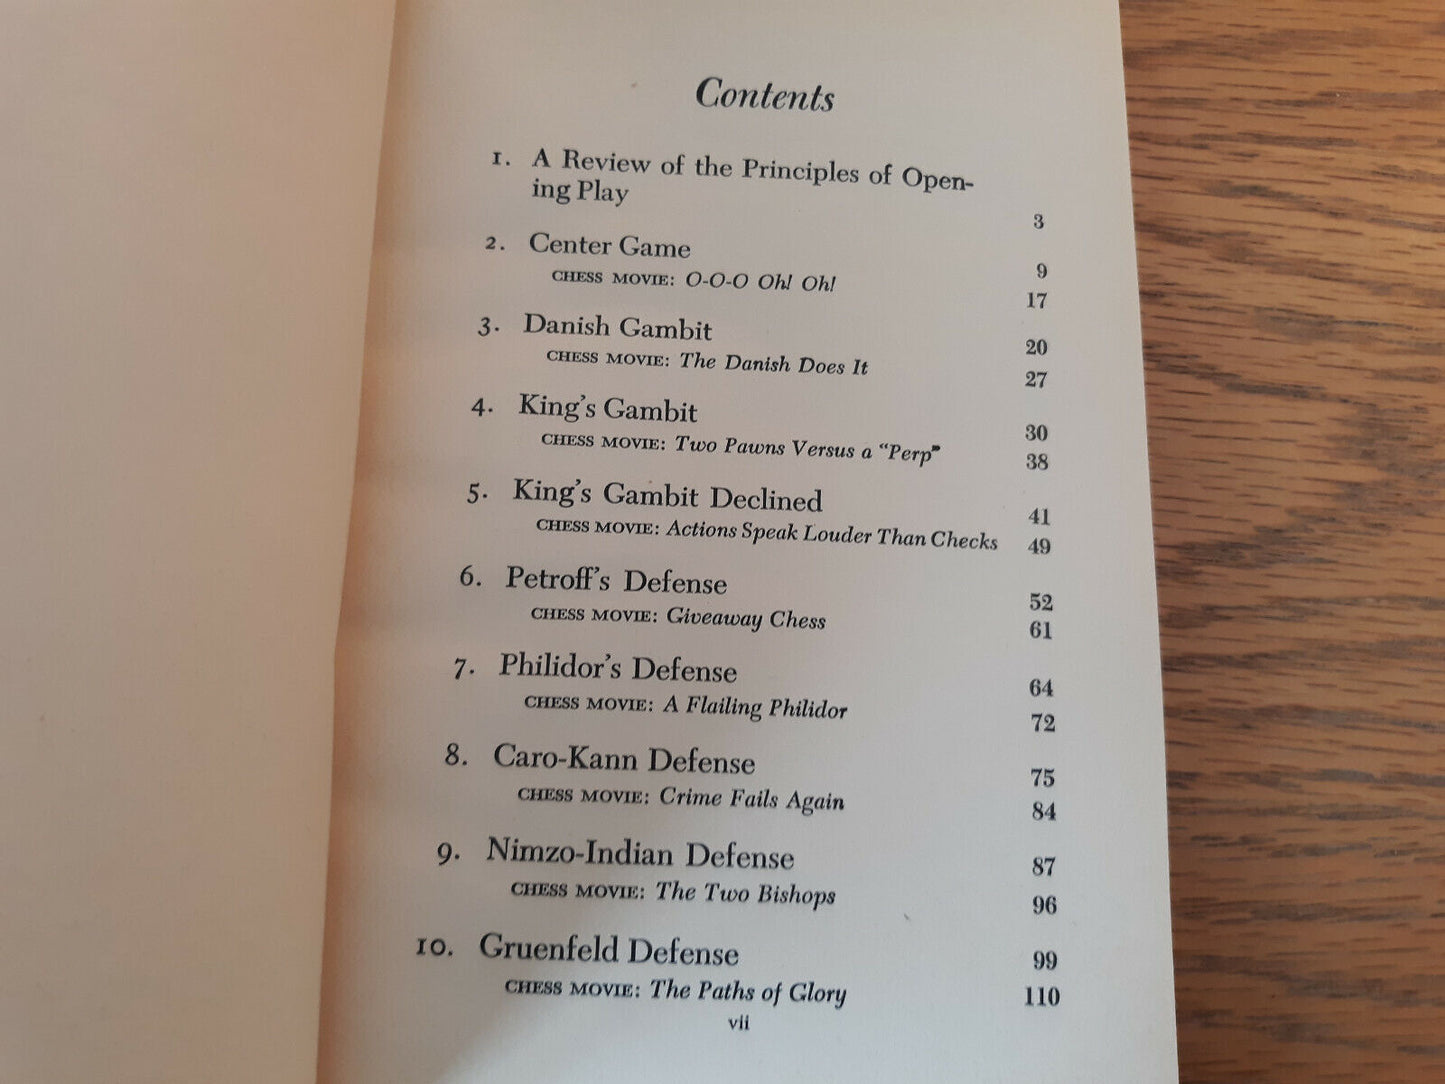 Contents
1. A Review of the Principles of Open-
ing Play 3
2. Center Game 9
CHESS MOVIE: O-O-O Oh! Oh! 17
3. Danish Gambit 20
CHESS MOVIE: The Danish Does It 27
4. King's Gambit 30
CHESS MOVIE: Two Pawns Versus a "Perp" 38
5. King's Gambit Declined 41
CHESS MOVIE: Actions Speak Louder Than Checks 49
6. Petroff's Defense 52
CHESS MOVIE: Giveaway Chess 61
7. Philidor's Defense 64
CHESS MOVIE: A Flailing Philidor 72
8. Caro-Kann Defense 75
CHESS MOVIE: Crime Fails Again 84
9. Nimzo-Indian Defense 87
CHESS MOVIE: The Two Bishops 96
10. Gruenfeld Defense 99
CHESS MOVIE: The Paths of Glory 110
vii